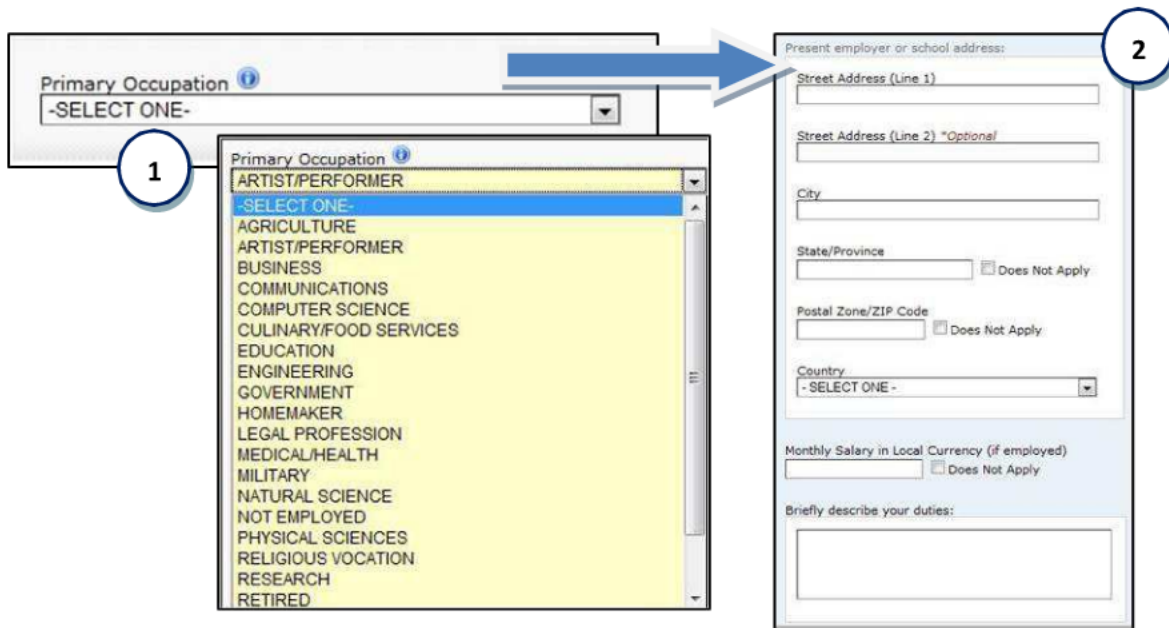 Primary Occupation
-SELECT ONE-
1
Primary Occupation
ARTIST/PERFORMER
-SELECT ONE-
AGRICULTURE
ARTIST/PERFORMER
BUSINESS
COMMUNICATIONS
COMPUTER SCIENCE
CULINARY/FOOD SERVICES
EDUCATION
ENGINEERING
GOVERNMENT
HOMEMAKER
LEGAL PROFESSION
MEDICAL/HEALTH
MILITARY
NATURAL SCIENCE
NOT EMPLOYED
PHYSICAL SCIENCES
RELIGIOUS VOCATION
RESEARCH
RETIRED
2
Present employer or school address:
Street Address (Line 1)
Street Address (Line 2) *Optional
City
State/Province
Does Not Apply
Postal Zone/ZIP Code
Does Not Apply
Country
- SELECT ONE -
Monthly Salary in Local Currency (if employed)
Does Not Apply
Briefly describe your duties: